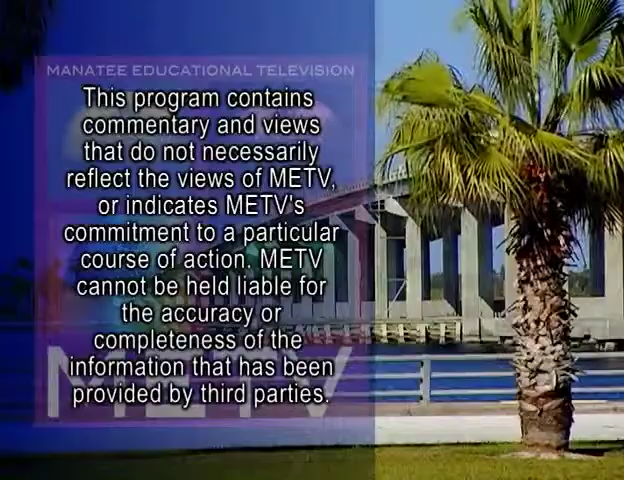 MANATEE EDUCATIONAL TELEVISION
This program contains
commentary and views
that do not necessarily
reflect the views of METV,
or indicates METV's
commitment to a particular
course of action. METV
cannot be held liable for
the accuracy or
completeness of the
information that has been
provided by third parties.
METV